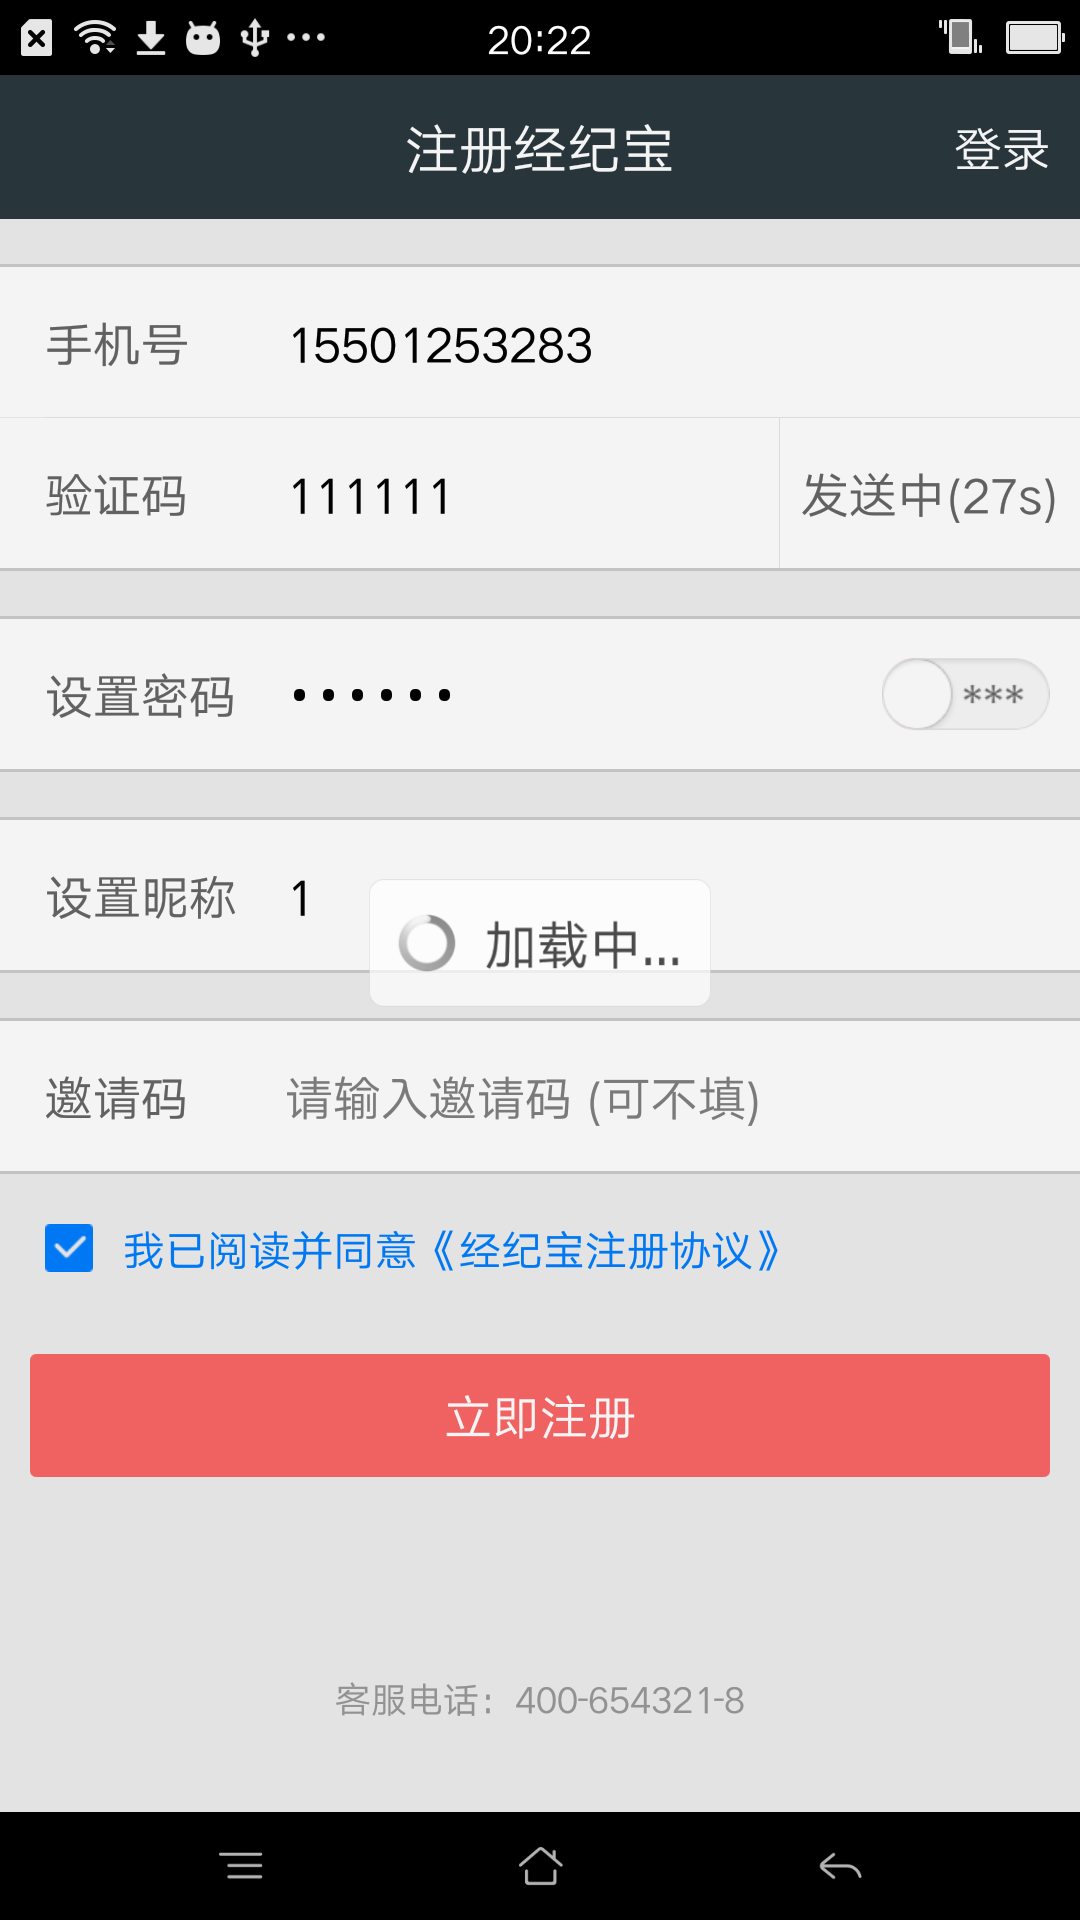 20:22
注册经纪宝 登录
手机号 15501253283
验证码 111111 发送中(27s)
设置密码 •••••• ***
设置昵称 1
加载中...
邀请码 请输入邀请码 (可不填)
我已阅读并同意《经纪宝注册协议》
立即注册
客服电话：400-654321-8